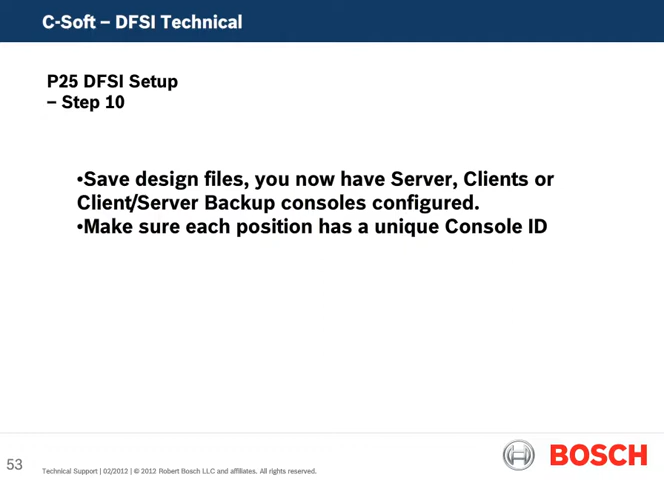 C-Soft – DFSI Technical
P25 DFSI Setup
– Step 10
•Save design files, you now have Server, Clients or
Client/Server Backup consoles configured.
•Make sure each position has a unique Console ID
53
Technical Support | 02/2012 | © 2012 Robert Bosch LLC and affiliates. All rights reserved.
BOSCH